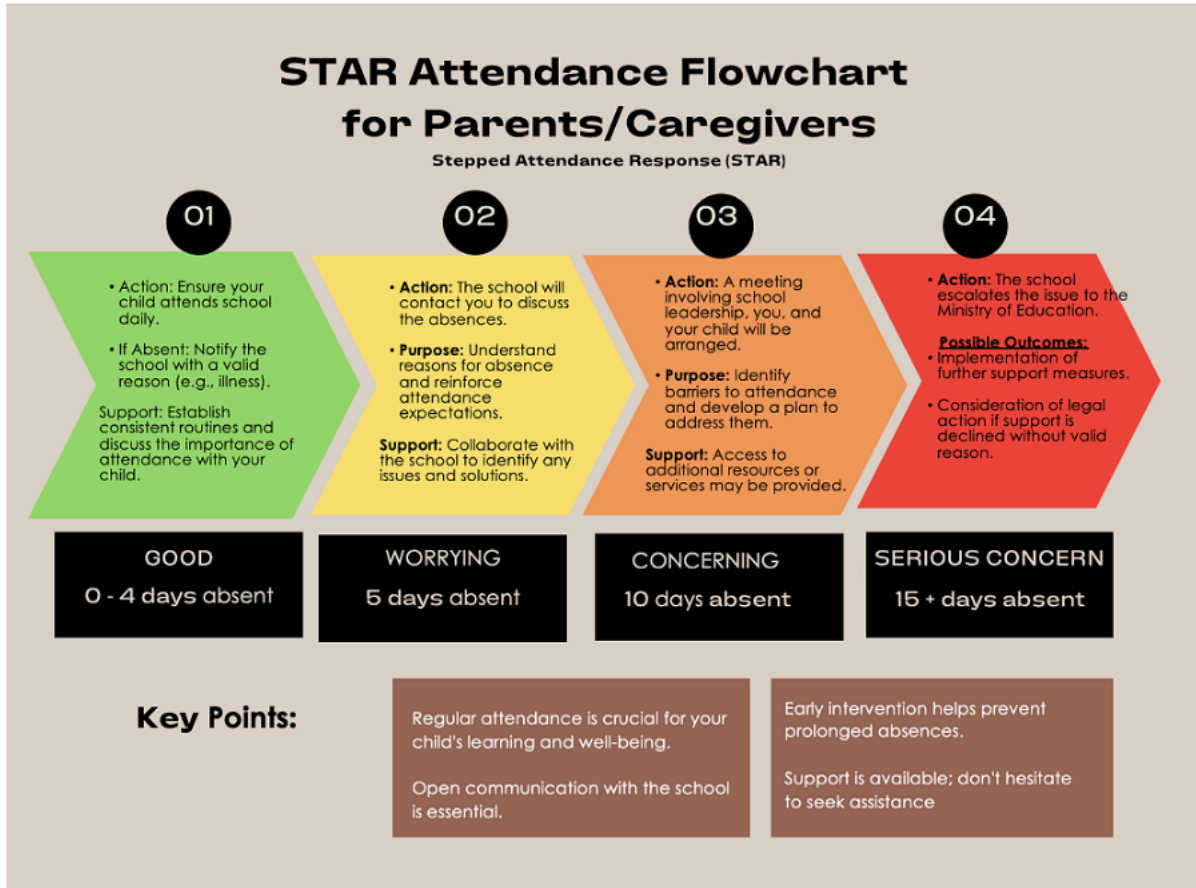 STAR Attendance Flowchart
for Parents/Caregivers
Stepped Attendance Response (STAR)
01
• Action: Ensure your
child attends school
daily.
• If Absent: Notify the
school with a valid
reason (e.g., illness).
Support: Establish
consistent routines and
discuss the importance of
attendance with your
child.
GOOD
0 - 4 days absent
02
• Action: The school will
contact you to discuss
the absences.
• Purpose: Understand
reasons for absence
and reinforce
attendance
expectations.
Support: Collaborate with
the school to identify any
issues and solutions.
WORRYING
5 days absent
03
• Action: A meeting
involving school
leadership, you, and
your child will be
arranged.
• Purpose: Identify
barriers to attendance
and develop a plan to
address them.
Support: Access to
additional resources or
services may be provided.
CONCERNING
10 days absent
04
• Action: The school
escalates the issue to the
Ministry of Education.
Possible Outcomes:
• Implementation of
further support measures.
• Consideration of legal
action if support is
declined without valid
reason.
SERIOUS CONCERN
15 + days absent
Key Points:
Regular attendance is crucial for your
child's learning and well-being.
Open communication with the school
is essential.
Early intervention helps prevent
prolonged absences.
Support is available; don't hesitate
to seek assistance